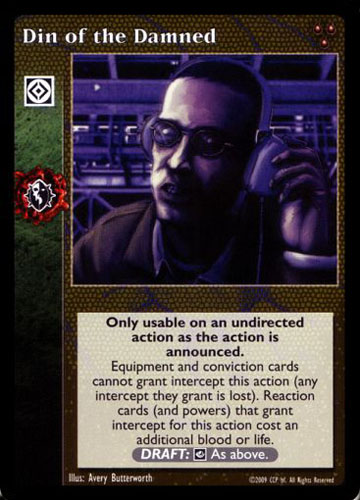 Din of the Damned
Only usable on an undirected
action as the action is
announced.
Equipment and conviction cards
cannot grant intercept this action (any
intercept they grant is lost). Reaction
cards (and powers) that grant
intercept for this action cost an
additional blood or life.
DRAFT: As above.
Illus: Avery Butterworth
©2009 CCP hf. All Rights Reserved